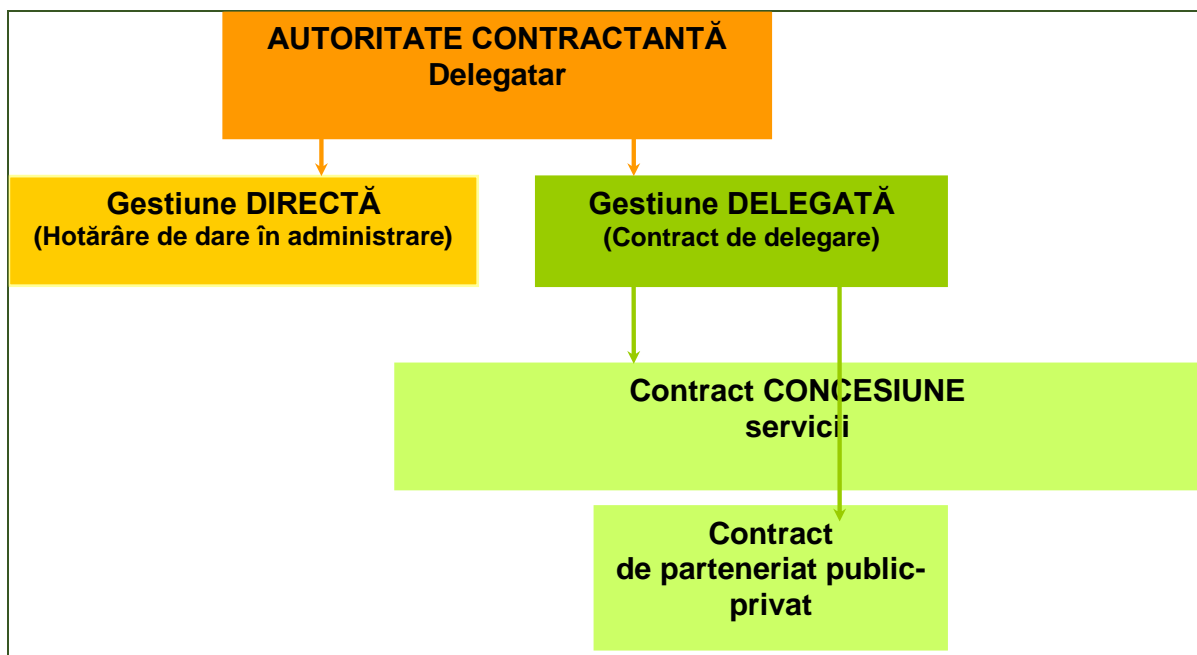 AUTORITATE CONTRACTANTĂ
Delegatar
Gestiune DIRECTĂ
(Hotărâre de dare în administrare)
Gestiune DELEGATĂ
(Contract de delegare)
Contract CONCESIUNE
servicii
Contract
de parteneriat public-
privat